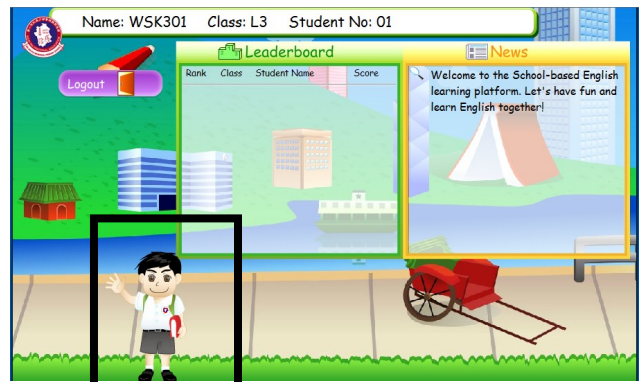 Name: WSK301 Class: L3 Student No: 01
Logout
Leaderboard
Rank Class Student Name Score
News
Welcome to the School-based English
learning platform. Let's have fun and
learn English together!